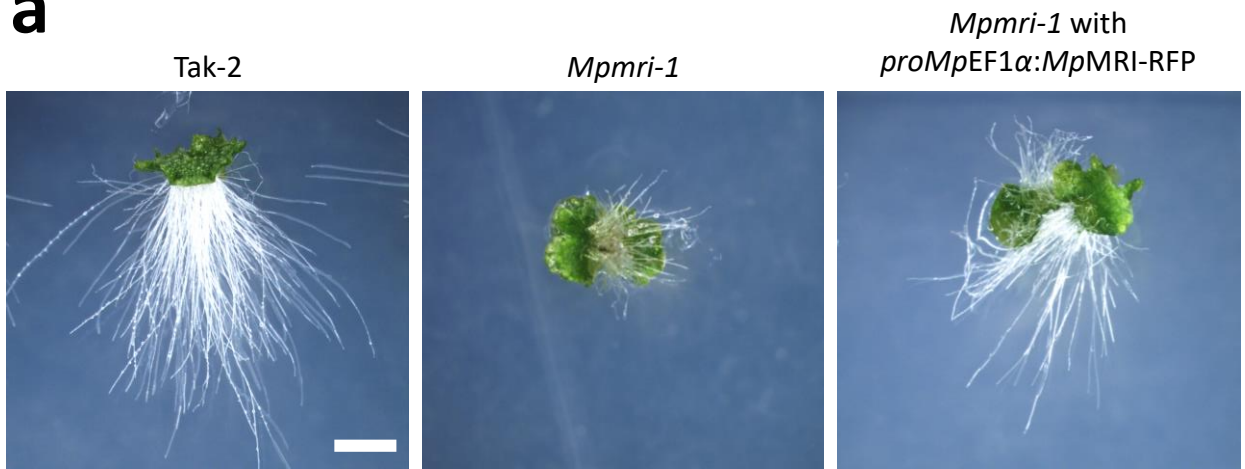 a
Tak-2
Mpmri-1
Mpmri-1 with
proMpEF1α:MpMRI-RFP